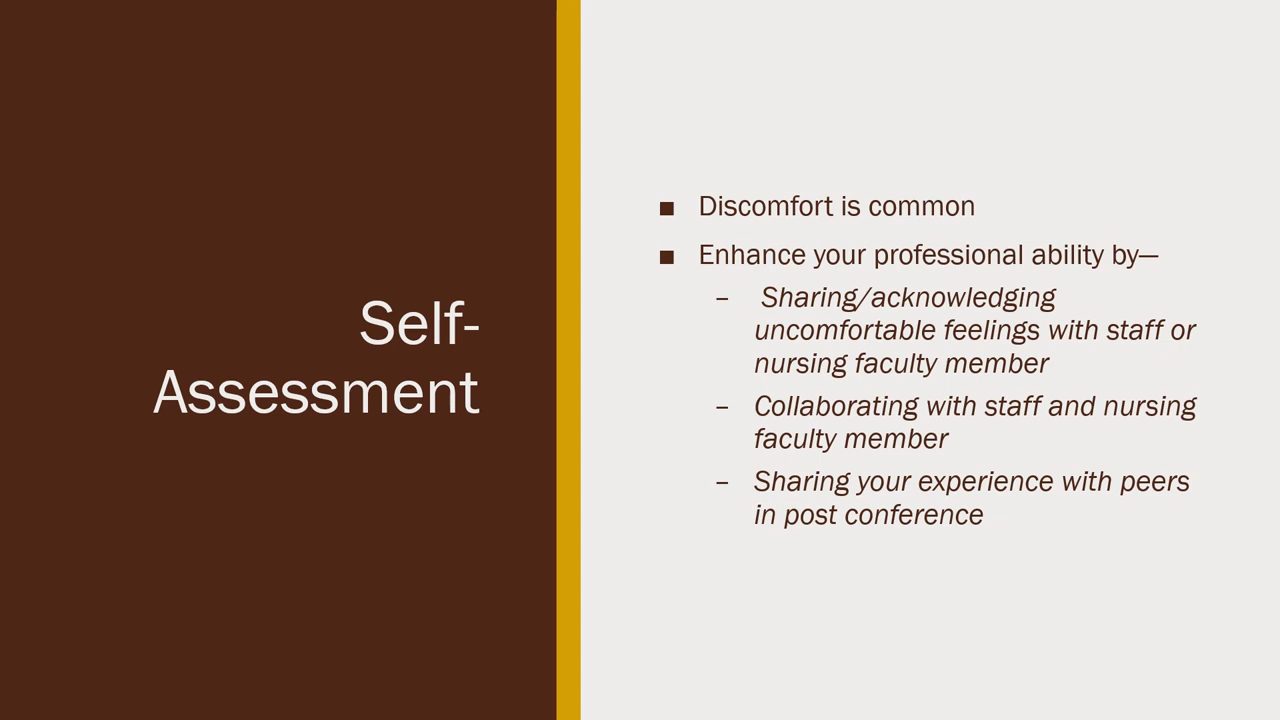 Self-
Assessment
■ Discomfort is common
■ Enhance your professional ability by—
– Sharing/acknowledging
uncomfortable feelings with staff or
nursing faculty member
– Collaborating with staff and nursing
faculty member
– Sharing your experience with peers
in post conference